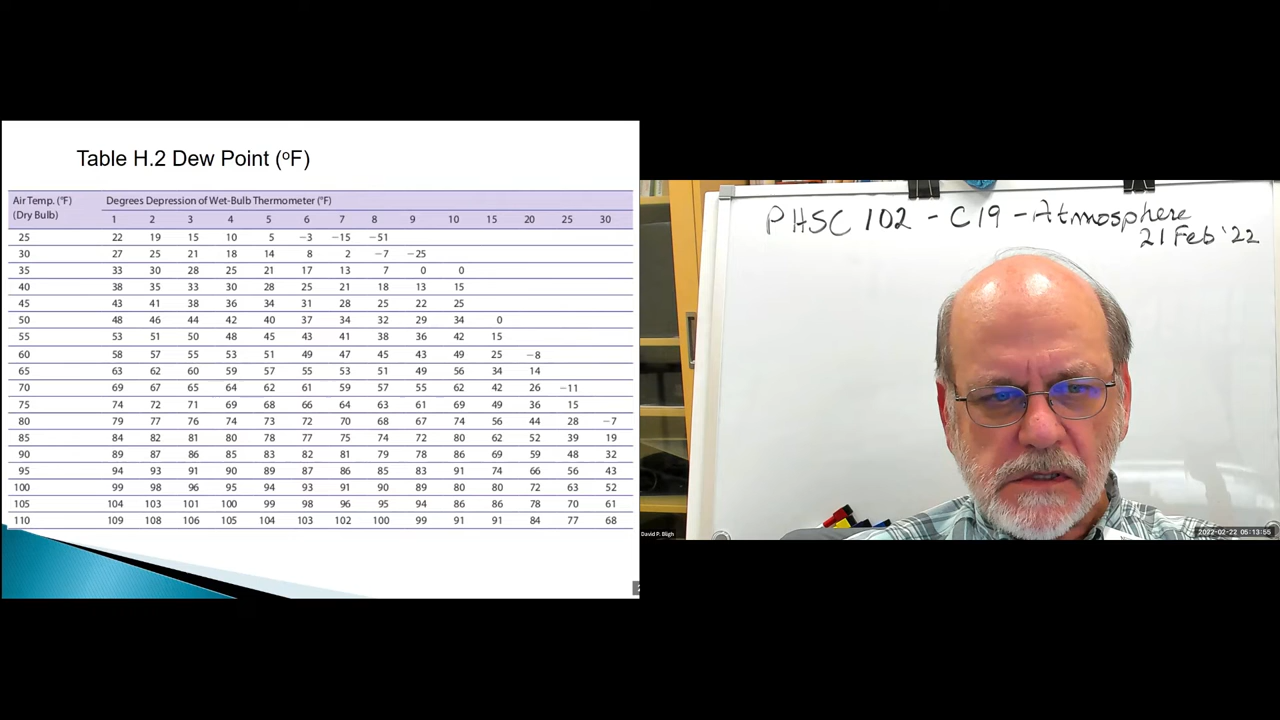 Table H.2 Dew Point (ºF)
Air Temp. (°F) Degrees Depression of Wet-Bulb Thermometer (°F)
(Dry Bulb) 1 2 3 4 5 6 7 8 9 10 15 20 25 30
25 22 19 15 10 5 −3 −15 −51
30 27 25 21 18 14 8 2 −7 −25
35 33 30 28 25 21 17 13 7 0 0
40 38 35 33 30 28 25 21 18 13 15
45 43 41 38 36 34 31 28 25 22 25
50 48 46 44 42 40 37 34 32 29 34 0
55 53 51 50 48 45 43 41 38 36 42 15
60 58 57 55 53 51 49 47 45 43 49 25 −8
65 63 62 60 59 57 55 53 51 49 56 34 14
70 69 67 65 64 62 61 59 57 55 62 42 26 −11
75 74 72 71 69 68 66 64 63 61 69 49 36 15
80 79 77 76 74 73 72 70 68 67 74 56 44 28 −7
85 84 82 81 80 78 77 75 74 72 80 62 52 39 19
90 89 87 86 85 83 82 81 79 78 86 69 59 48 32
95 94 93 91 90 89 87 86 85 83 91 74 66 56 43
100 99 98 96 95 94 93 91 90 89 80 80 72 63 52
105 104 103 101 100 99 98 96 95 94 86 86 78 70 61
110 109 108 106 105 104 103 102 100 99 91 91 84 77 68
PHSC 102 - C19 - Atmosphere
21 Feb '22
David P. Bligh
2022-02-22 05:13:55